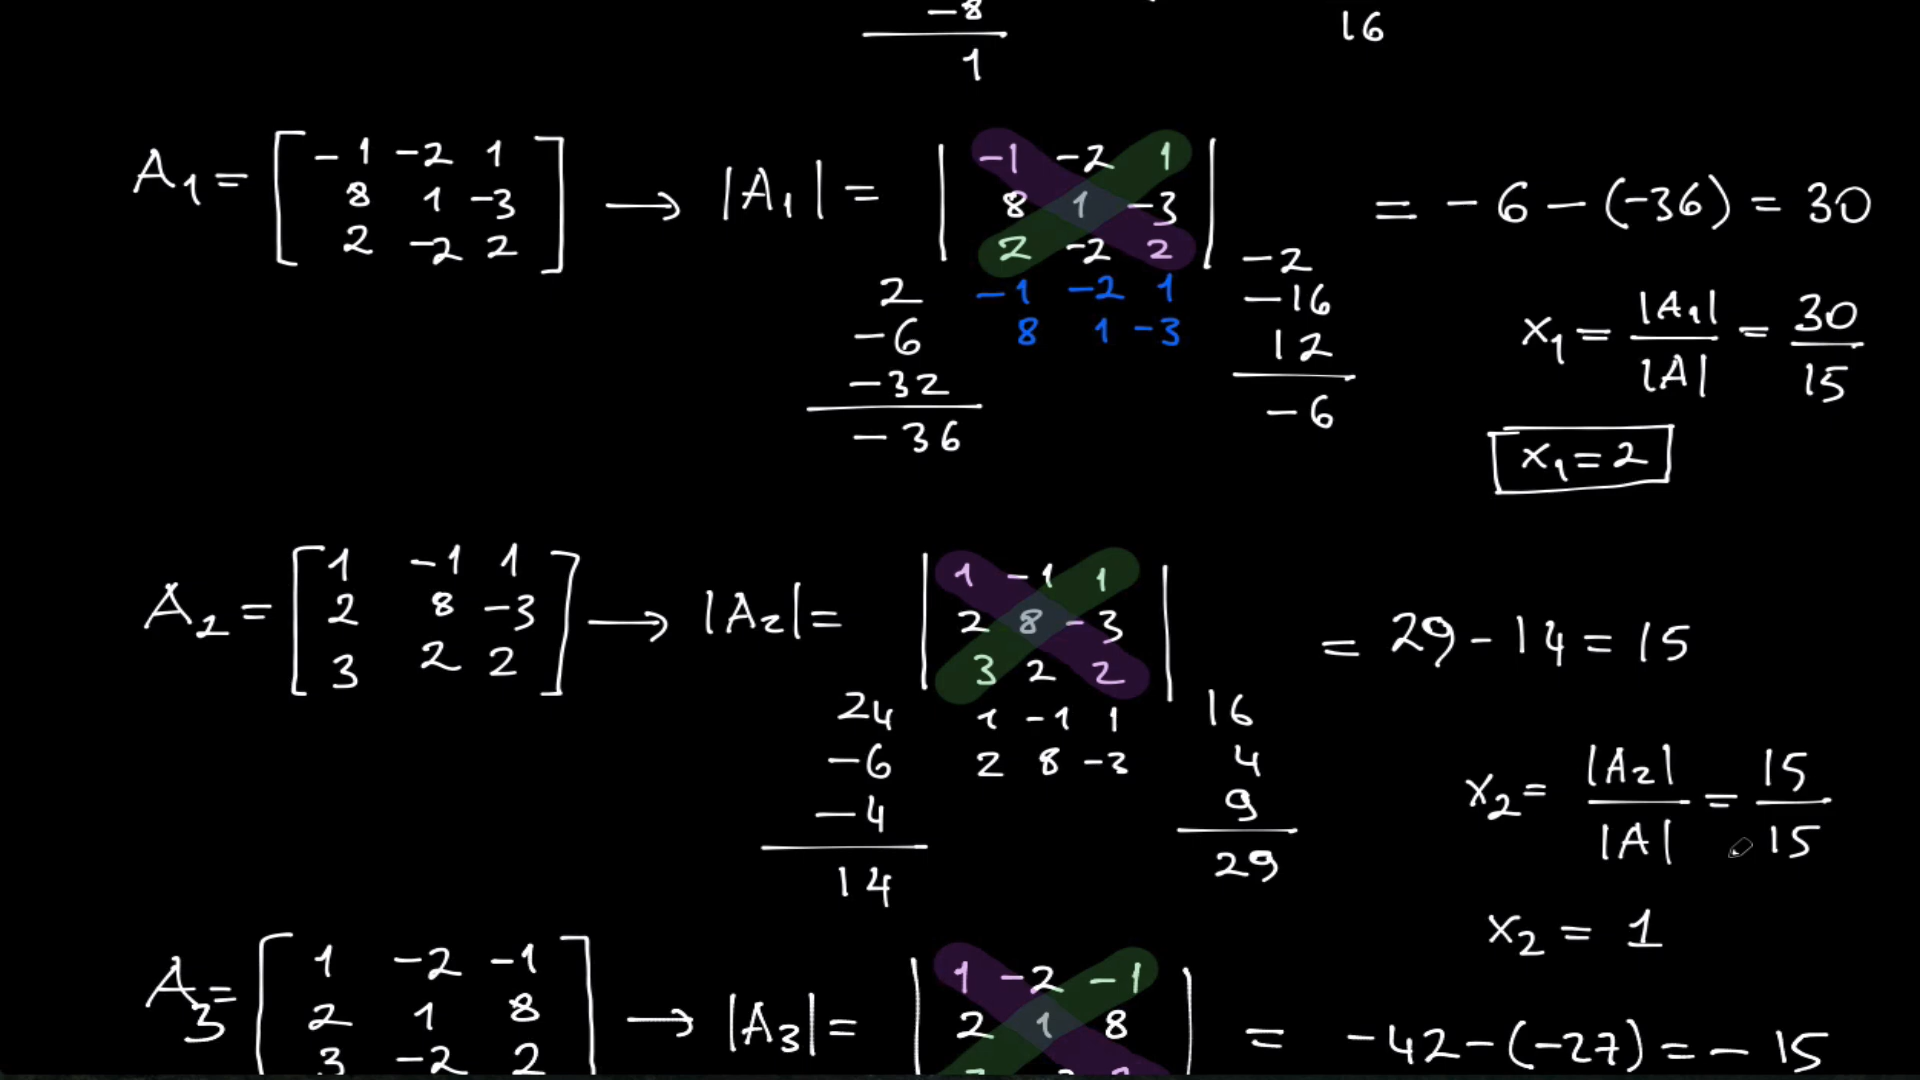 -8
1
16
A₁ = [ -1 -2 1
8 1 -3
2 -2 2 ]
→ |A₁| =
| -1 -2 1
8 1 -3
2 -2 2 |
-1 -2 1
8 1 -3
2
-6
-32
-36
-2
-16
12
-6
= -6 - (-36) = 30
x₁ = |A₁| / |A| = 30 / 15
x₁ = 2
A₂ = [ 1 -1 1
2 8 -3
3 2 2 ]
→ |A₂| =
| 1 -1 1
2 8 -3
3 2 2 |
1 -1 1
2 8 -3
24
-6
-4
14
16
4
9
29
= 29 - 14 = 15
x₂ = |A₂| / |A| = 15 / 15
x₂ = 1
A₃ = [ 1 -2 -1
2 1 8
3 -2 2
→ |A₃| =
| 1 -2 -1
2 1 8
= -42 - (-27) = -15